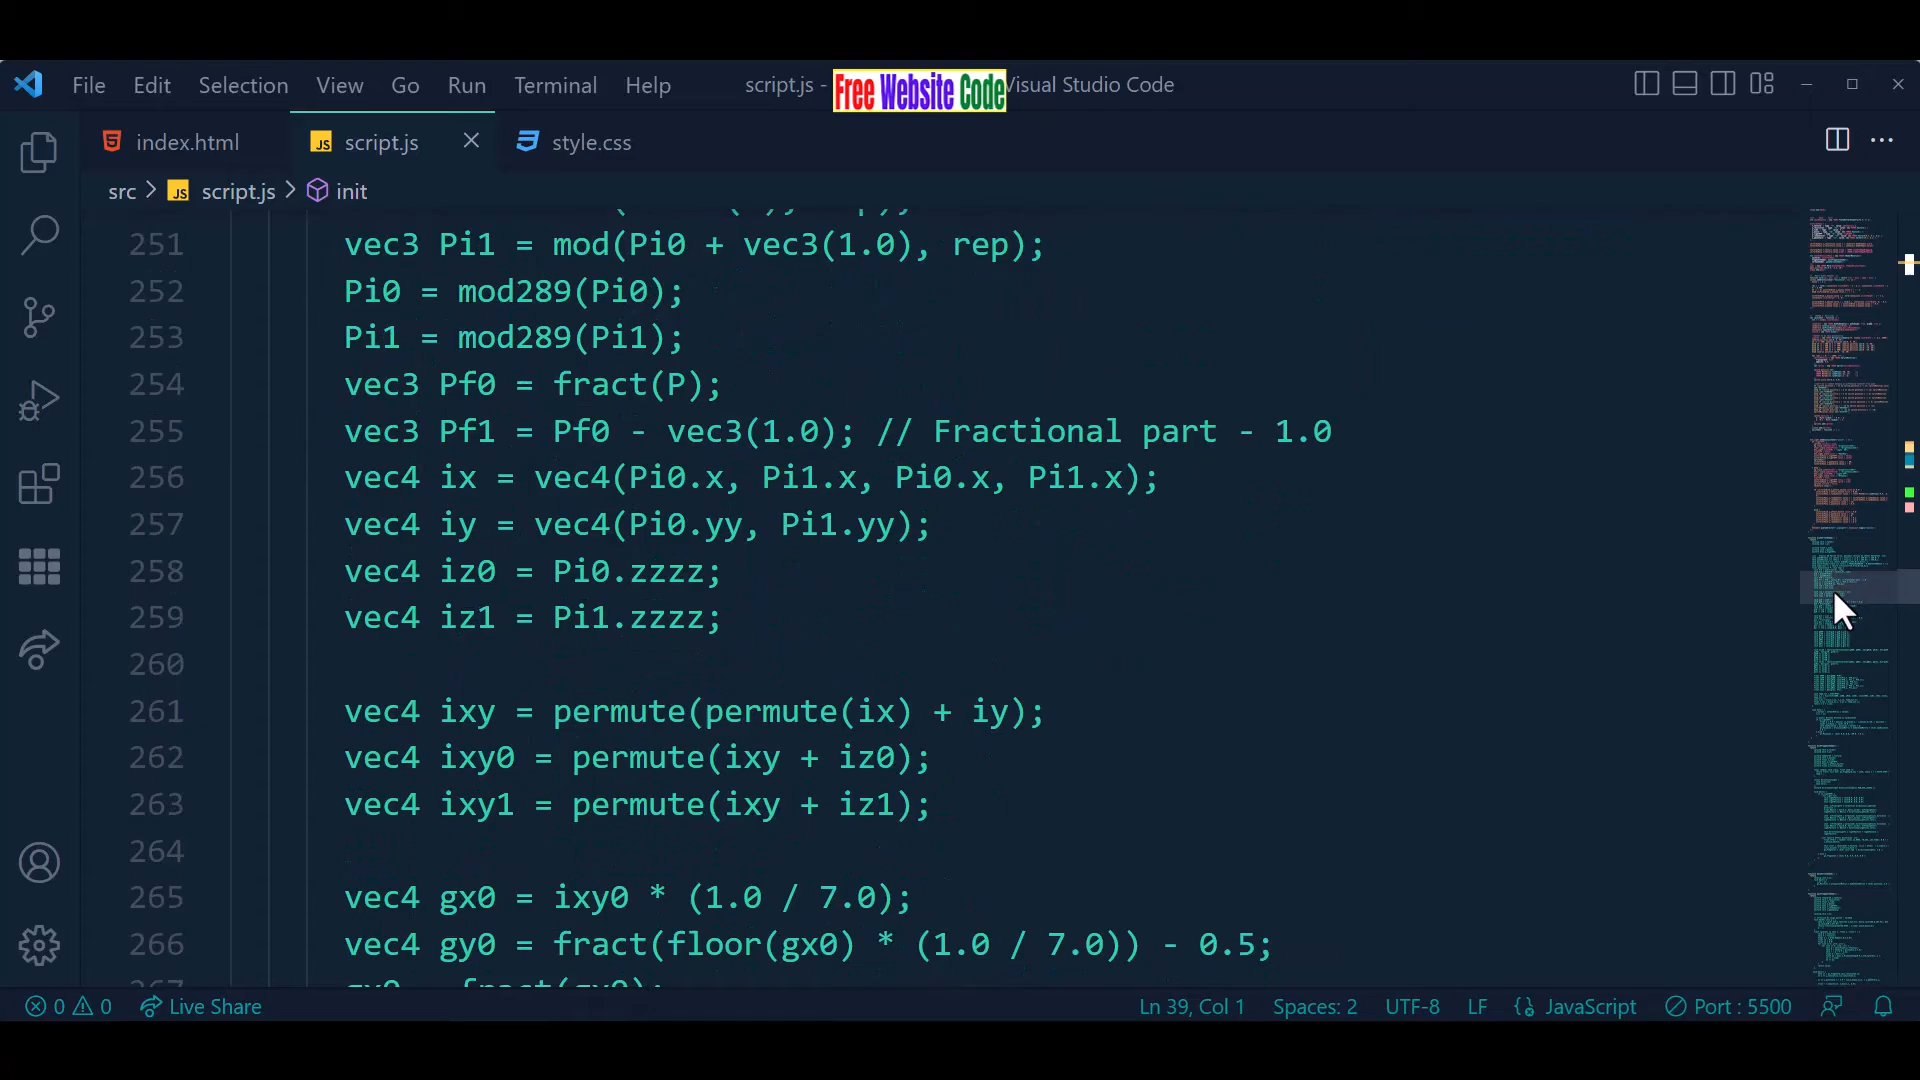 File Edit Selection View Go Run Terminal Help script.js - Free Website Code Visual Studio Code
index.html JS script.js style.css
src JS script.js init
251 vec3 Pi1 = mod(Pi0 + vec3(1.0), rep);
252 Pi0 = mod289(Pi0);
253 Pi1 = mod289(Pi1);
254 vec3 Pf0 = fract(P);
255 vec3 Pf1 = Pf0 - vec3(1.0); // Fractional part - 1.0
256 vec4 ix = vec4(Pi0.x, Pi1.x, Pi0.x, Pi1.x);
257 vec4 iy = vec4(Pi0.yy, Pi1.yy);
258 vec4 iz0 = Pi0.zzzz;
259 vec4 iz1 = Pi1.zzzz;
260
261 vec4 ixy = permute(permute(ix) + iy);
262 vec4 ixy0 = permute(ixy + iz0);
263 vec4 ixy1 = permute(ixy + iz1);
264
265 vec4 gx0 = ixy0 * (1.0 / 7.0);
266 vec4 gy0 = fract(floor(gx0) * (1.0 / 7.0)) - 0.5;
267 gx0 = fract(gx0);
0 0 Live Share Ln 39, Col 1 Spaces: 2 UTF-8 LF JavaScript Port : 5500